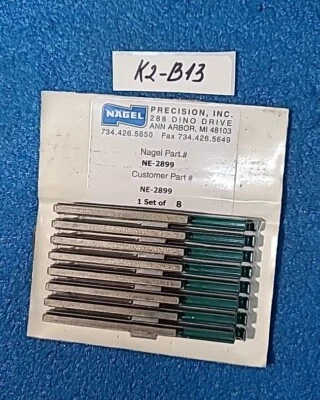 K2-B13
NAGEL
PRECISION, INC.
288 DINO DRIVE
ANN ARBOR, MI 48103
734.426.5650 Fax 734.426.5649
Nagel Part.#
NE-2899
Customer Part #
NE-2899
1 Set of 8